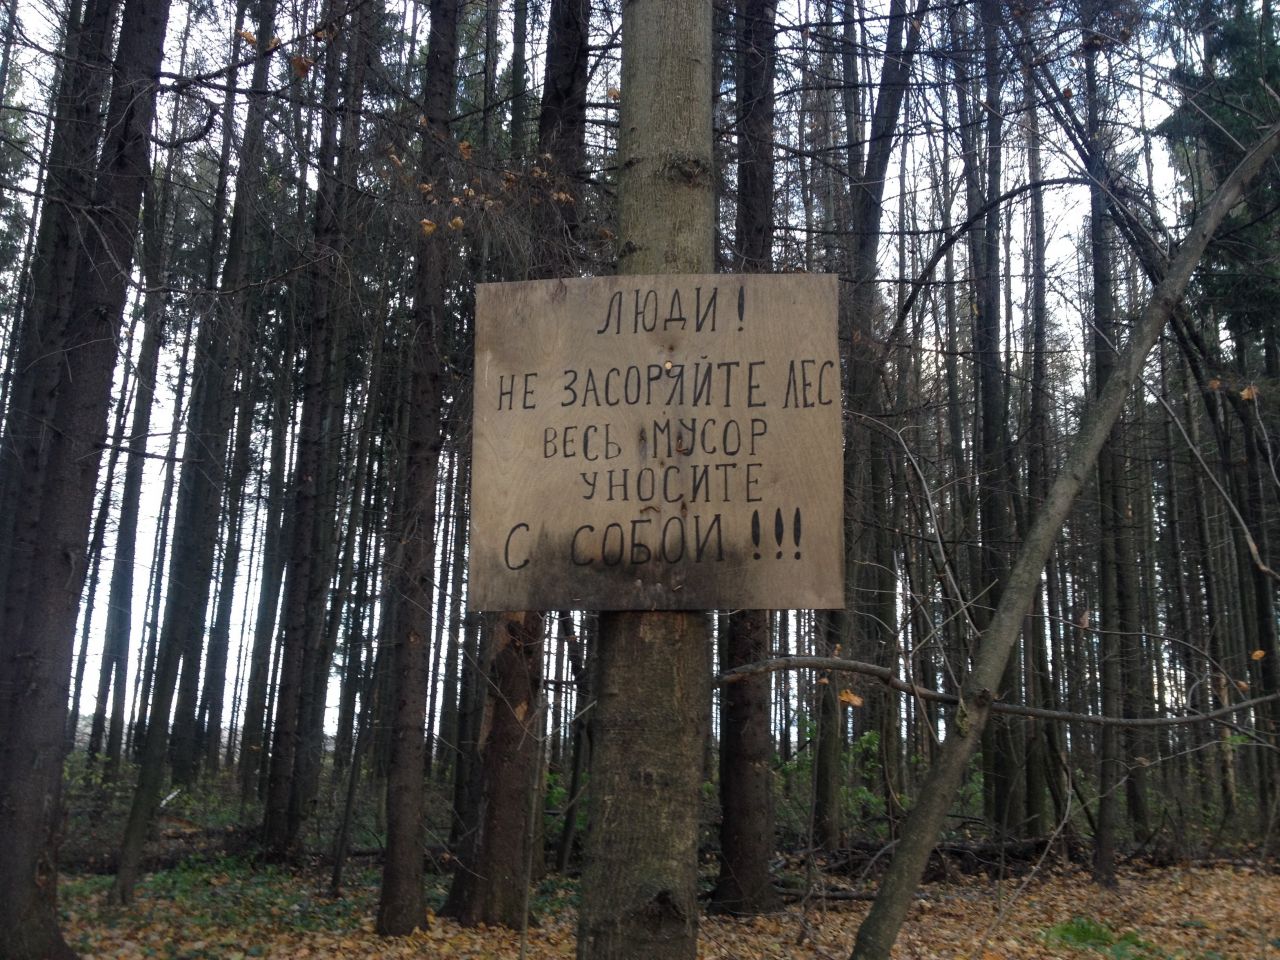 ЛЮДИ!
НЕ ЗАСОРЯЙТЕ ЛЕС
ВЕСЬ МУСОР
УНОСИТЕ
С СОБОЙ!!!